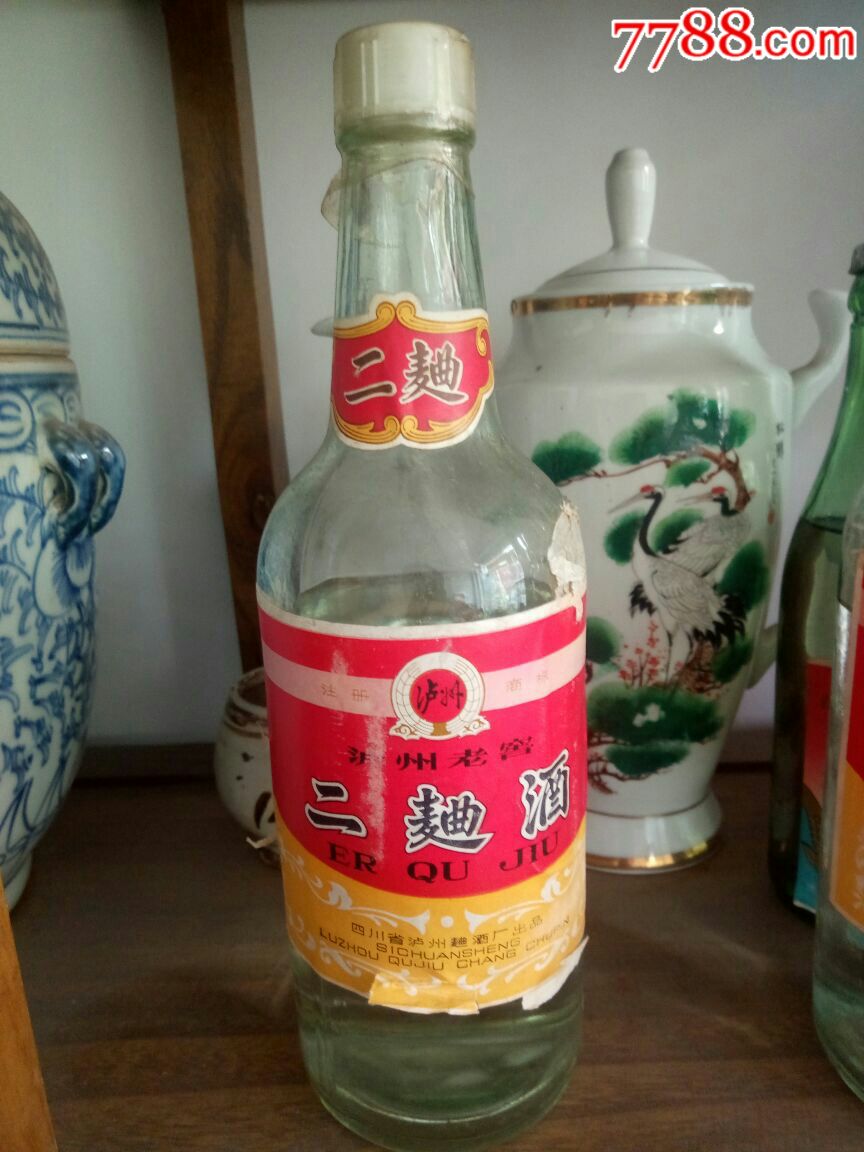 7788.com
二麯
注册 商标
泸州
泸州老窖
二麯酒
ER QU JIU
四川省泸州麯酒厂出品
SICHUANSHENG
LUZHOU QUJIU CHANG CHUPIN